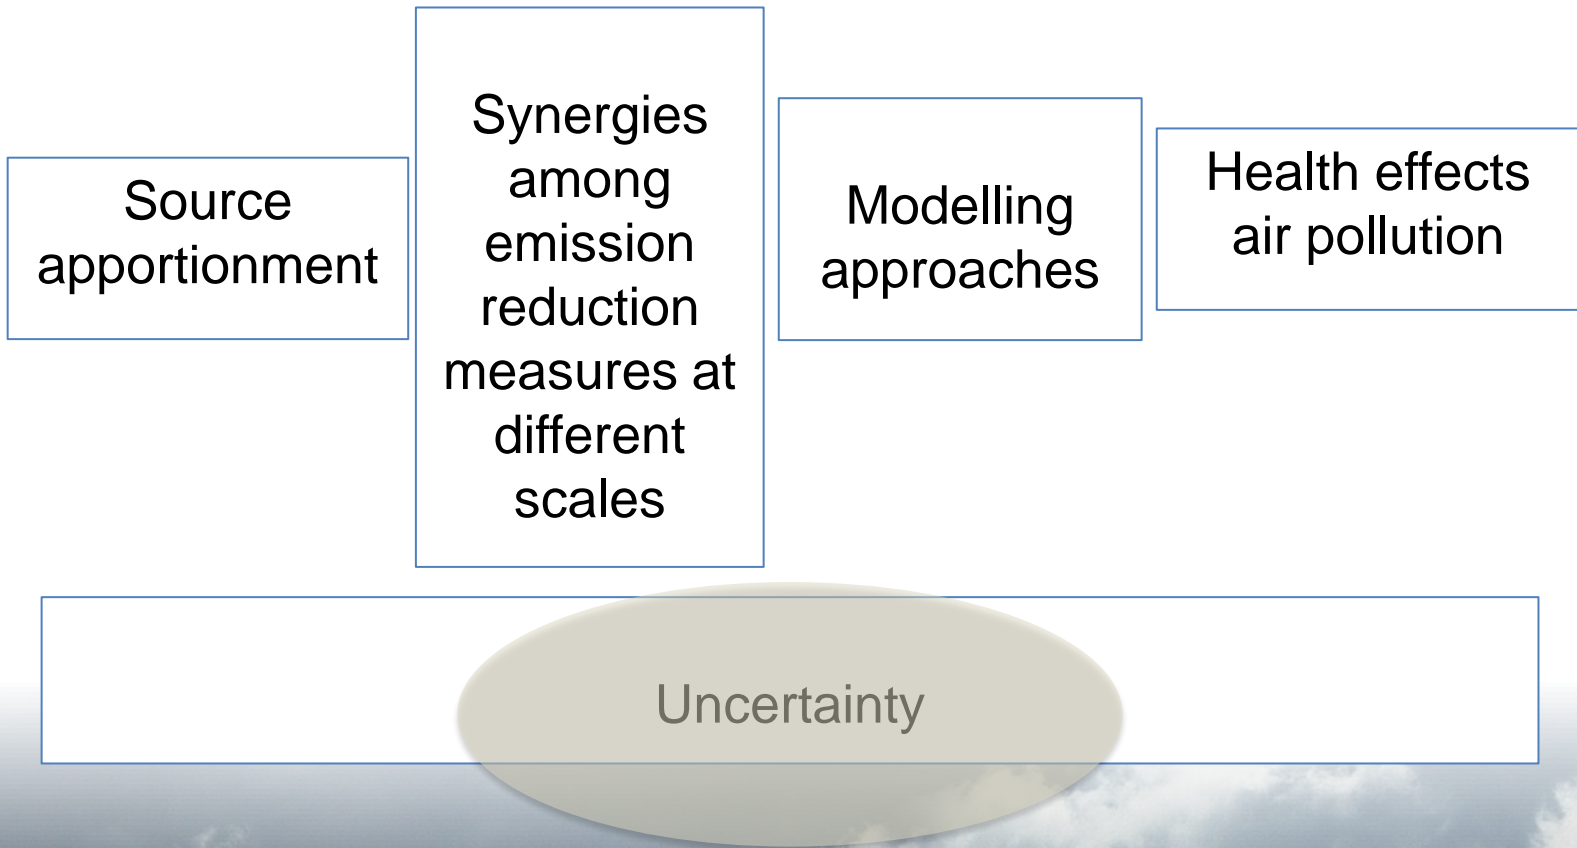 Source
apportionment
Synergies
among
emission
reduction
measures at
different
scales
Modelling
approaches
Health effects
air pollution
Uncertainty